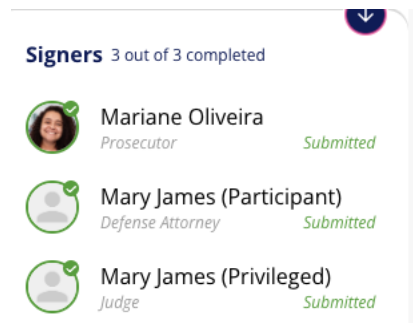 Signers 3 out of 3 completed
Mariane Oliveira
Prosecutor Submitted
Mary James (Participant)
Defense Attorney Submitted
Mary James (Privileged)
Judge Submitted